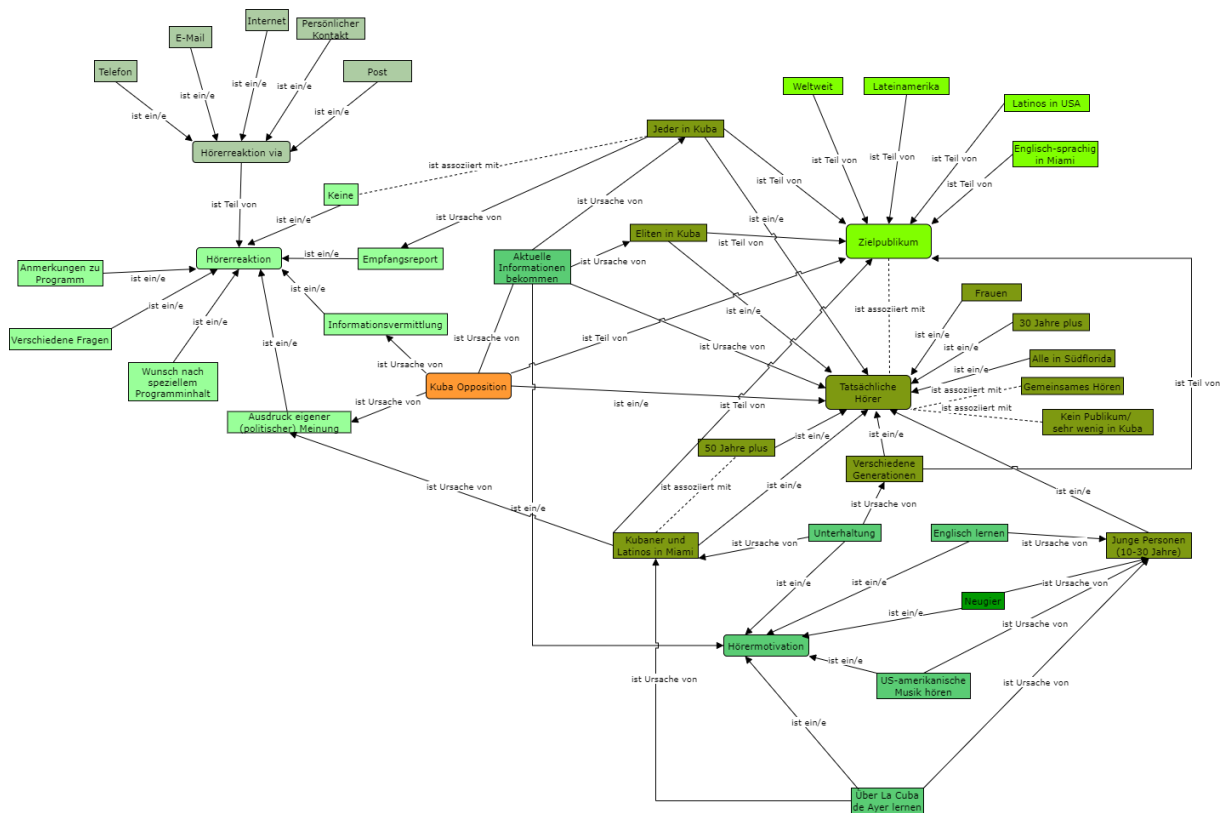 Internet
Persönlicher
Kontakt
E-Mail
Telefon
Post
ist ein/e
ist ein/e
ist ein/e
ist ein/e
ist ein/e
Hörerreaktion via
Weltweit
Lateinamerika
Latinos in USA
Jeder in Kuba
Englisch-sprachig
in Miami
ist Teil von
ist Teil von
ist Teil von
ist Teil von
ist assoziiert mit
ist Teil von
Keine
ist Teil von
ist ein/e
ist Ursache von
ist Ursache von
ist ein/e
Eliten in Kuba
ist Teil von
Zielpublikum
Hörerreaktion
ist ein/e
Empfangsreport
Aktuelle
Informationen
bekommen
ist Ursache von
Anmerkungen zu
Programm
ist ein/e
ist ein/e
ist ein/e
ist ein/e
Frauen
ist assoziiert mit
ist ein/e
Informationsvermittlung
30 Jahre plus
Verschiedene Fragen
ist ein/e
ist Ursache von
ist Teil von
ist Ursache von
ist ein/e
ist ein/e
Alle in Südflorida
ist ein/e
Wunsch nach
speziellem
Programminhalt
ist Ursache von
Kuba Opposition
Tatsächliche
Hörer
ist assoziiert mit
Gemeinsames Hören
ist Teil von
ist Ursache von
ist ein/e
ist assoziiert mit
Ausdruck eigener
(politischer) Meinung
Kein Publikum/
sehr wenig in Kuba
ist Teil von
ist ein/e
ist ein/e
50 Jahre plus
Verschiedene
Generationen
ist Ursache von
ist assoziiert mit
ist ein/e
ist ein/e
ist ein/e
ist Ursache von
Kubaner und
Latinos in Miami
ist Ursache von
Unterhaltung
Englisch lernen
ist Ursache von
Junge Personen
(10-30 Jahre)
ist ein/e
ist ein/e
ist Ursache von
Neugier
ist ein/e
ist Ursache von
Hörermotivation
ist ein/e
US-amerikanische
Musik hören
ist Ursache von
ist Ursache von
ist ein/e
Über La Cuba
de Ayer lernen